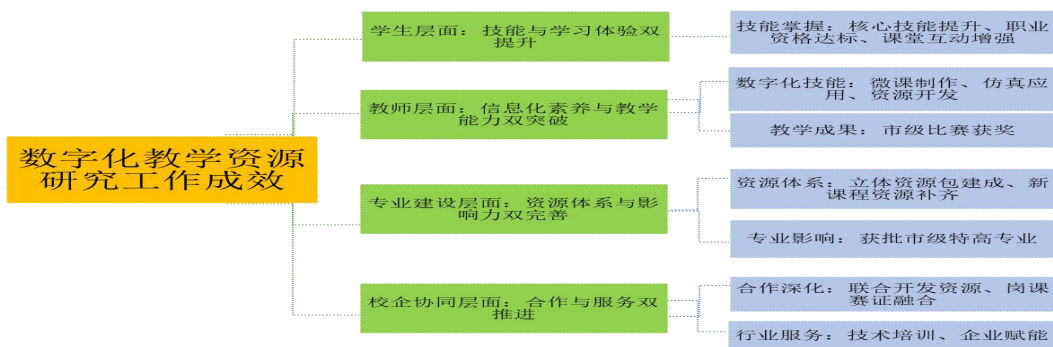 数字化教学资源
研究工作成效
学生层面：技能与学习体验双
提升
技能掌握：核心技能提升、职业
资格达标、课堂互动增强
教师层面：信息化素养与教学
能力双突破
数字化技能：微课制作、仿真应
用、资源开发
教学成果：市级比赛获奖
专业建设层面：资源体系与影
响力双完善
资源体系：立体资源包建成、新
课程资源补齐
专业影响：获批市级特高专业
校企协同层面：合作与服务双
推进
合作深化：联合开发资源、岗课
赛证融合
行业服务：技术培训、企业赋能